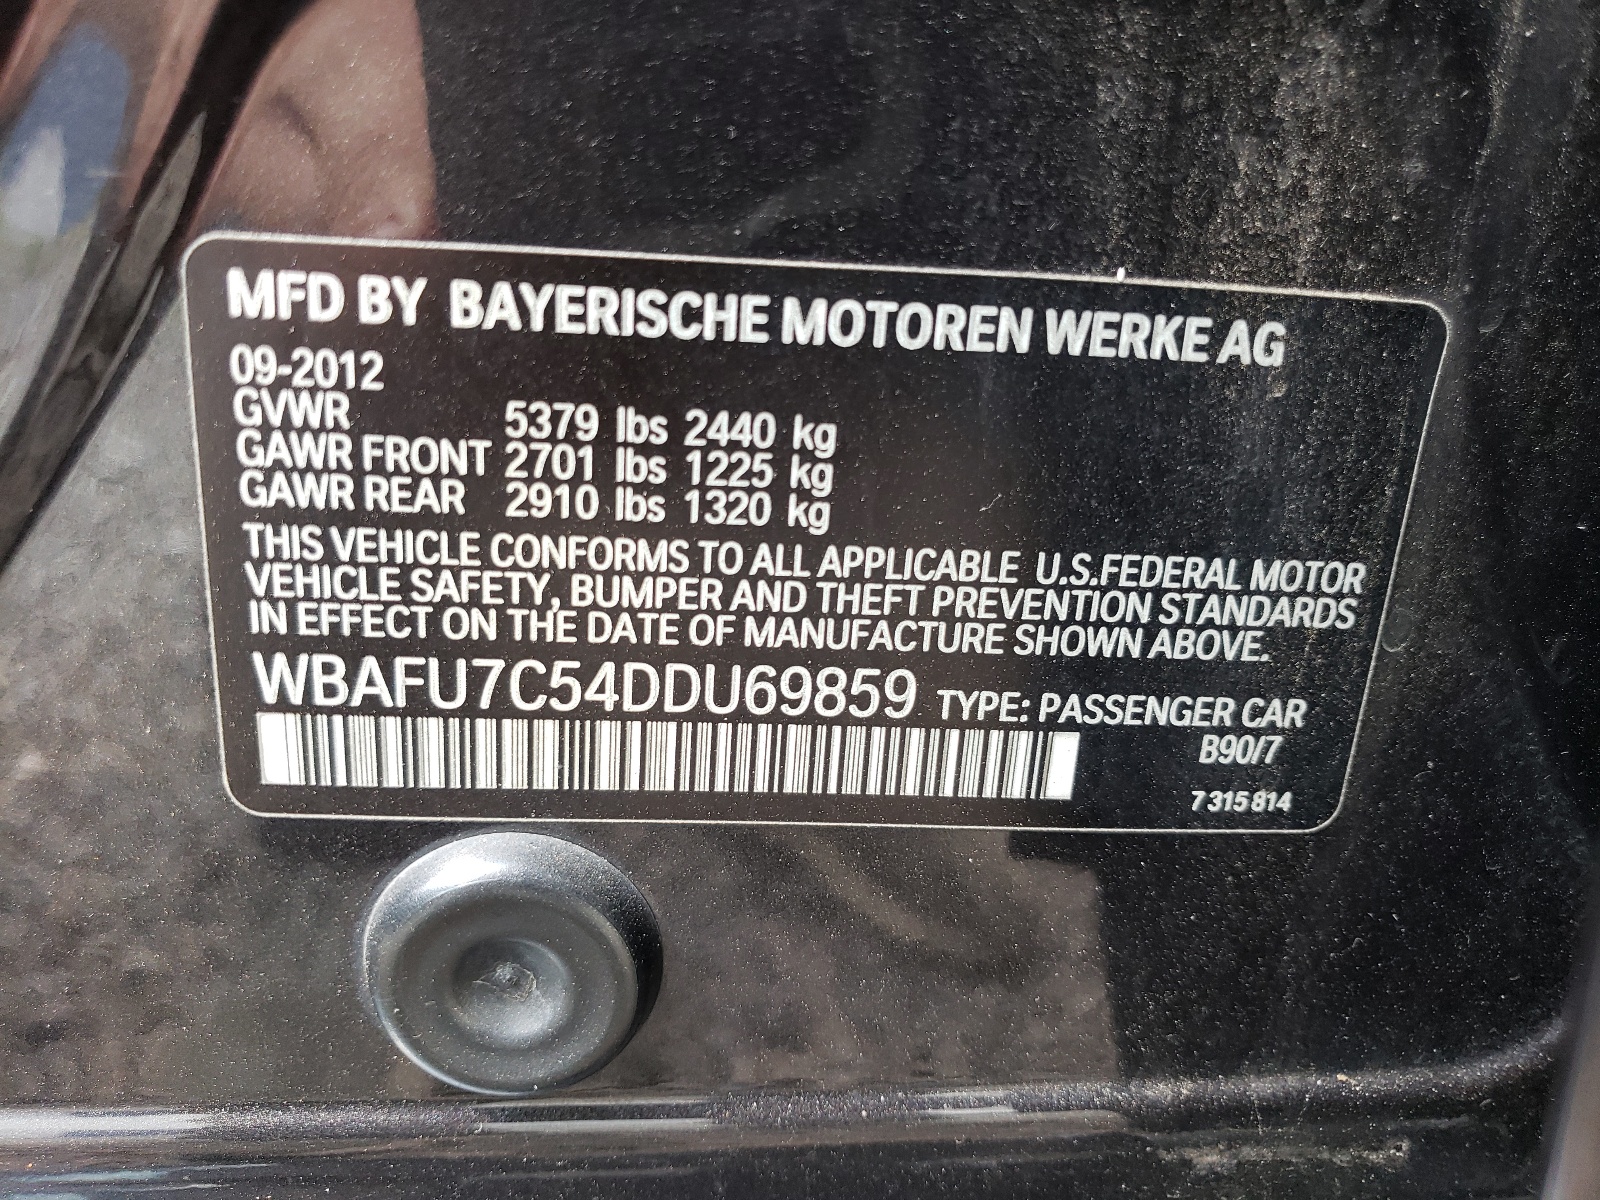 MFD BY BAYERISCHE MOTOREN WERKE AG
09-2012
GVWR 5379 lbs 2440 kg
GAWR FRONT 2701 lbs 1225 kg
GAWR REAR 2910 lbs 1320 kg
THIS VEHICLE CONFORMS TO ALL APPLICABLE U.S.FEDERAL MOTOR
VEHICLE SAFETY, BUMPER AND THEFT PREVENTION STANDARDS
IN EFFECT ON THE DATE OF MANUFACTURE SHOWN ABOVE.
WBAFU7C54DDU69859 TYPE: PASSENGER CAR
B90/7
7 315 814